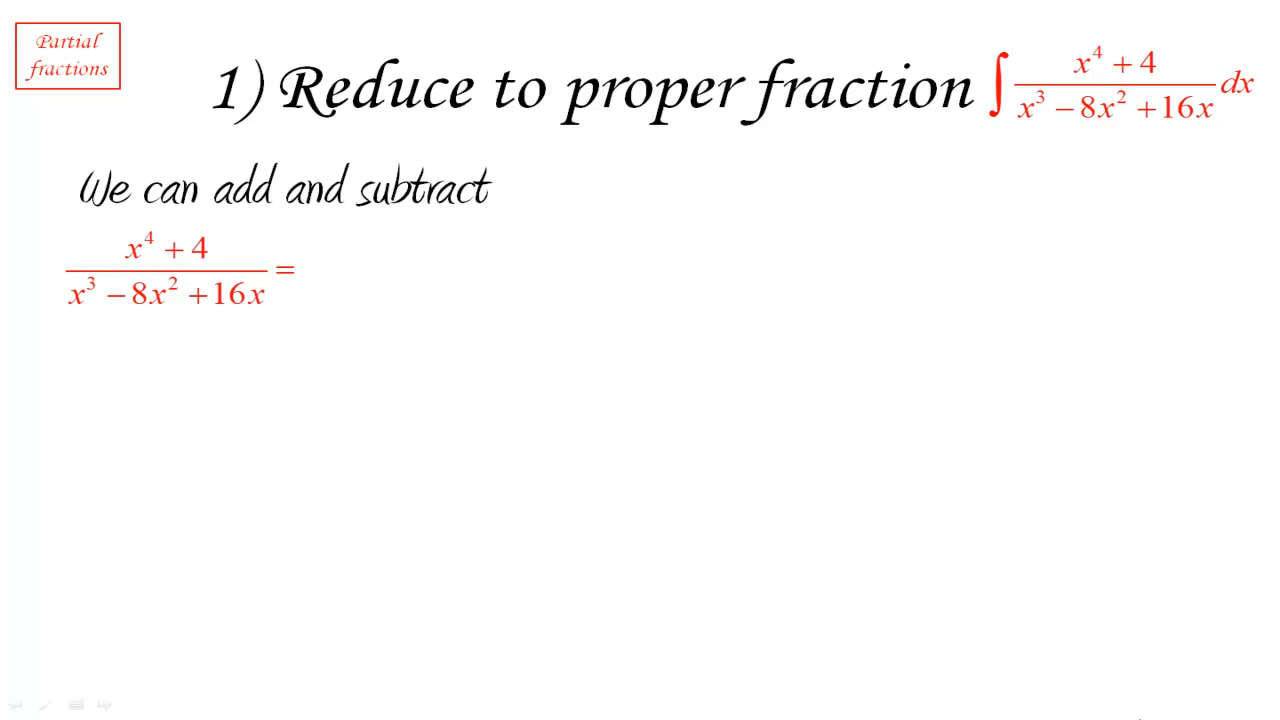 Partial
fractions
1) Reduce to proper fraction ∫ (x⁴ + 4)/(x³ − 8x² + 16x) dx
We can add and subtract
(x⁴ + 4)/(x³ − 8x² + 16x) =